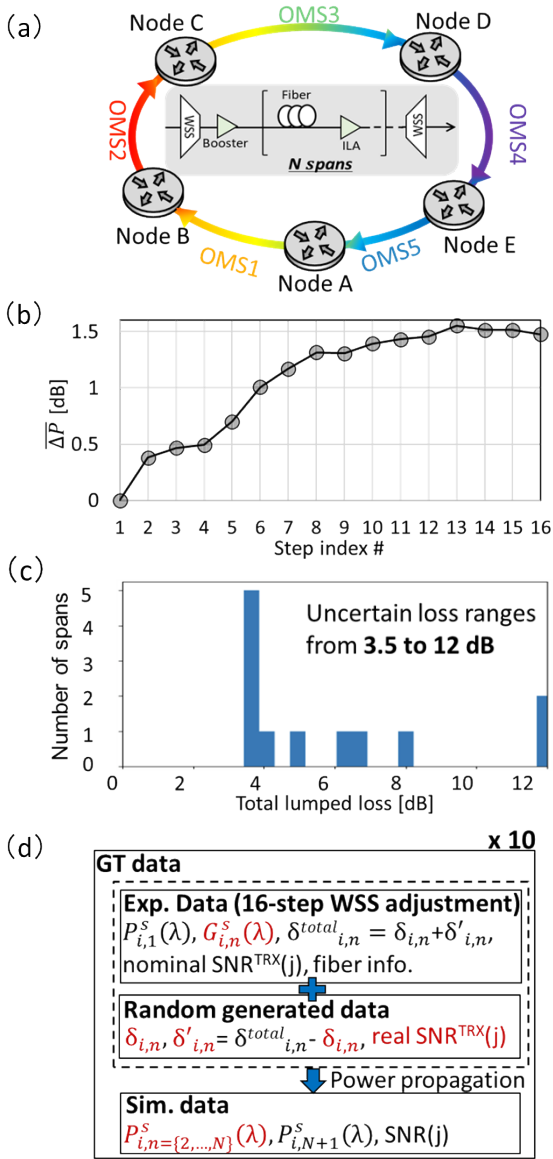 (a)
Node C
OMS3
Node D
OMS2
OMS4
WSS
Booster
Fiber
ILA
WSS
N spans
Node B
OMS1
Node A
OMS5
Node E
(b)
ΔP̅ [dB]
1.5
1
0.5
0
1 2 3 4 5 6 7 8 9 10 11 12 13 14 15 16
Step index #
(c)
Number of spans
5
4
3
2
1
0
Uncertain loss ranges
from 3.5 to 12 dB
0 2 4 6 8 10 12
Total lumped loss [dB]
(d)
x 10
GT data
Exp. Data (16-step WSS adjustment)
P^s_{i,1}(λ), G^s_{i,n}(λ), δ^{total}_{i,n} = δ_{i,n}+δ'_{i,n},
nominal SNR^{TRX}(j), fiber info.
Random generated data
δ_{i,n}, δ'_{i,n}= δ^{total}_{i,n}- δ_{i,n}, real SNR^{TRX}(j)
Power propagation
Sim. data
P^s_{i,n={2,...,N}}(λ), P^s_{i,N+1}(λ), SNR(j)